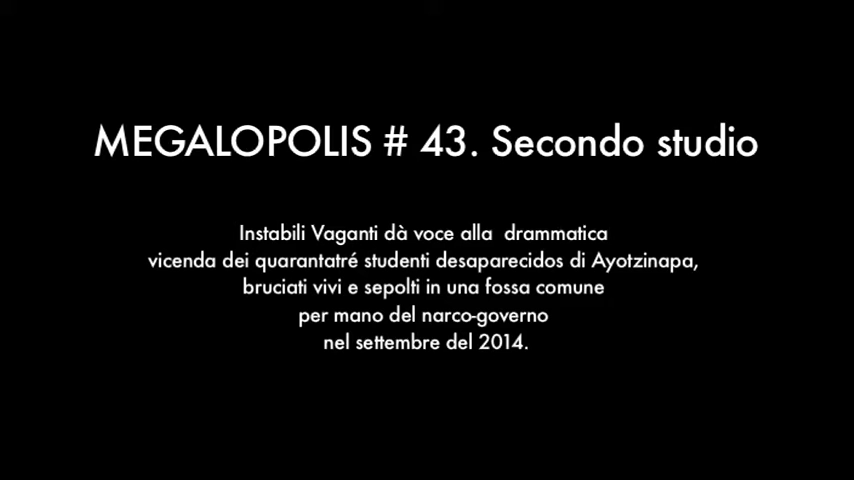 MEGALOPOLIS # 43. Secondo studio
Instabili Vaganti dà voce alla drammatica
vicenda dei quarantatré studenti desaparecidos di Ayotzinapa,
bruciati vivi e sepolti in una fossa comune
per mano del narco-governo
nel settembre del 2014.